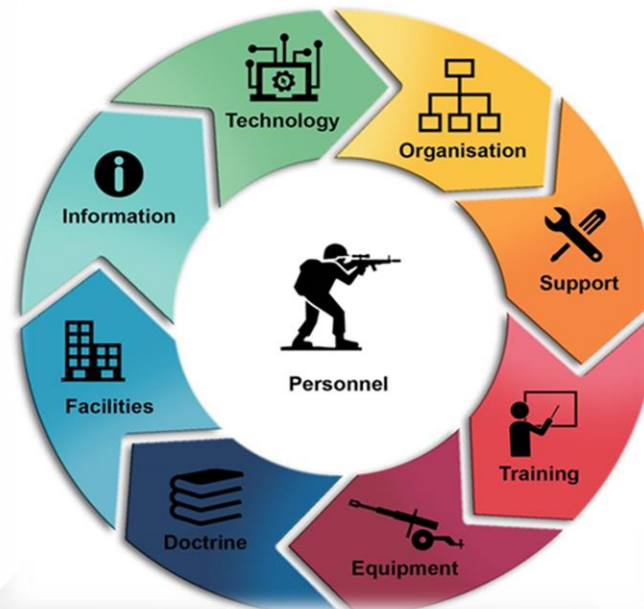 Technology
Organisation
Information
Support
Personnel
Facilities
Training
Doctrine
Equipment